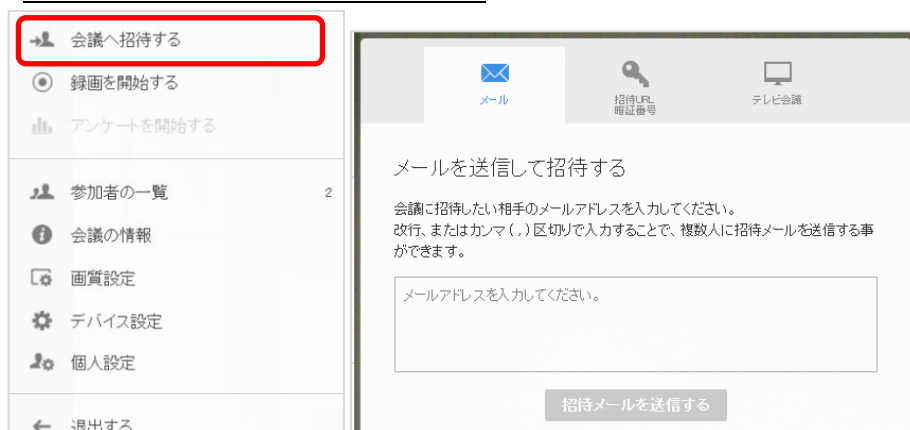 会議へ招待する
録画を開始する
アンケートを開始する
参加者の一覧 2
会議の情報
画質設定
デバイス設定
個人設定
退出する
メール
招待URL
暗証番号
テレビ会議
メールを送信して招待する
会議に招待したい相手のメールアドレスを入力してください。
改行、またはカンマ(,)区切りで入力することで、複数人に招待メールを送信する事
ができます。
メールアドレスを入力してください。
招待メールを送信する